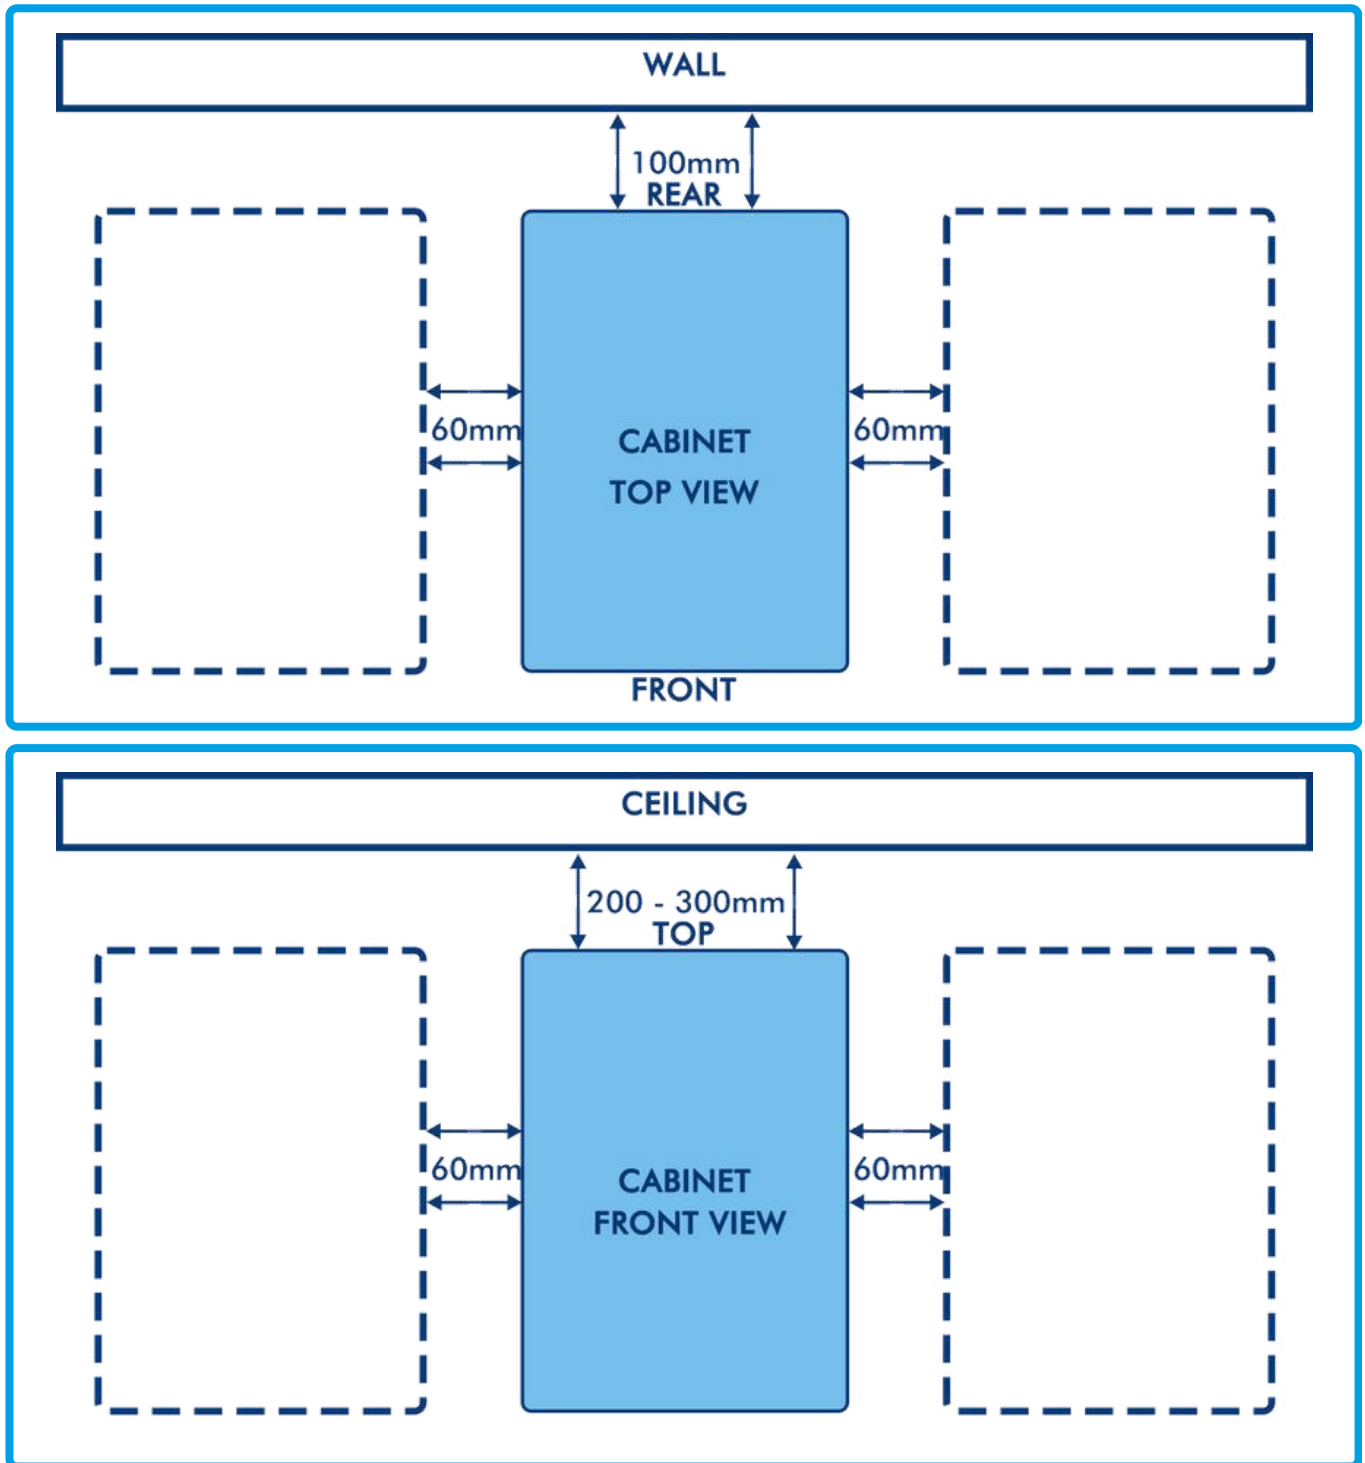 WALL
100mm
REAR
60mm
60mm
CABINET
TOP VIEW
FRONT
CEILING
200 - 300mm
TOP
60mm
60mm
CABINET
FRONT VIEW